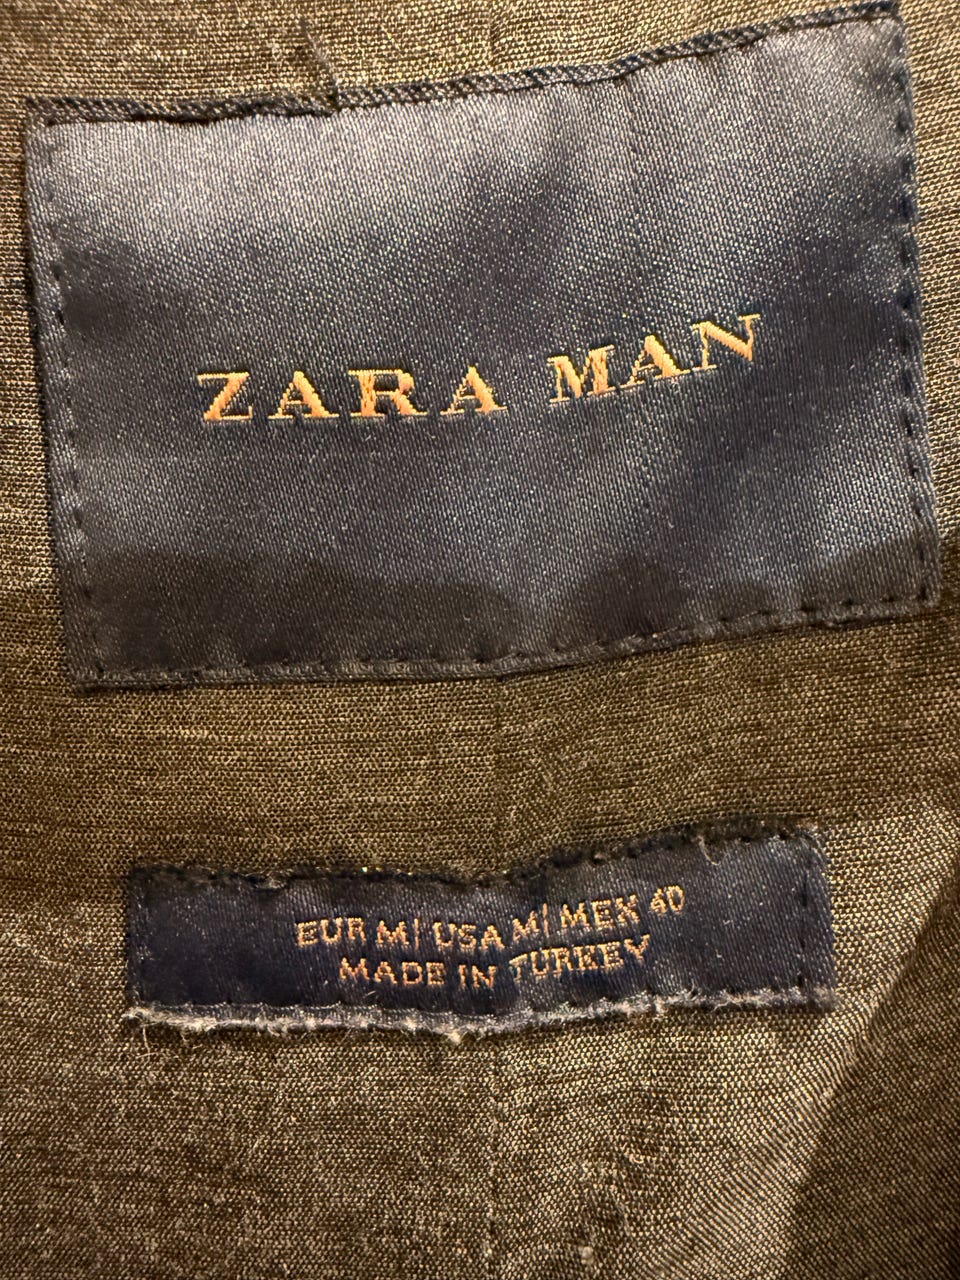 ZARA MAN
EUR M| USA M| MEX 40
MADE IN TURKEY